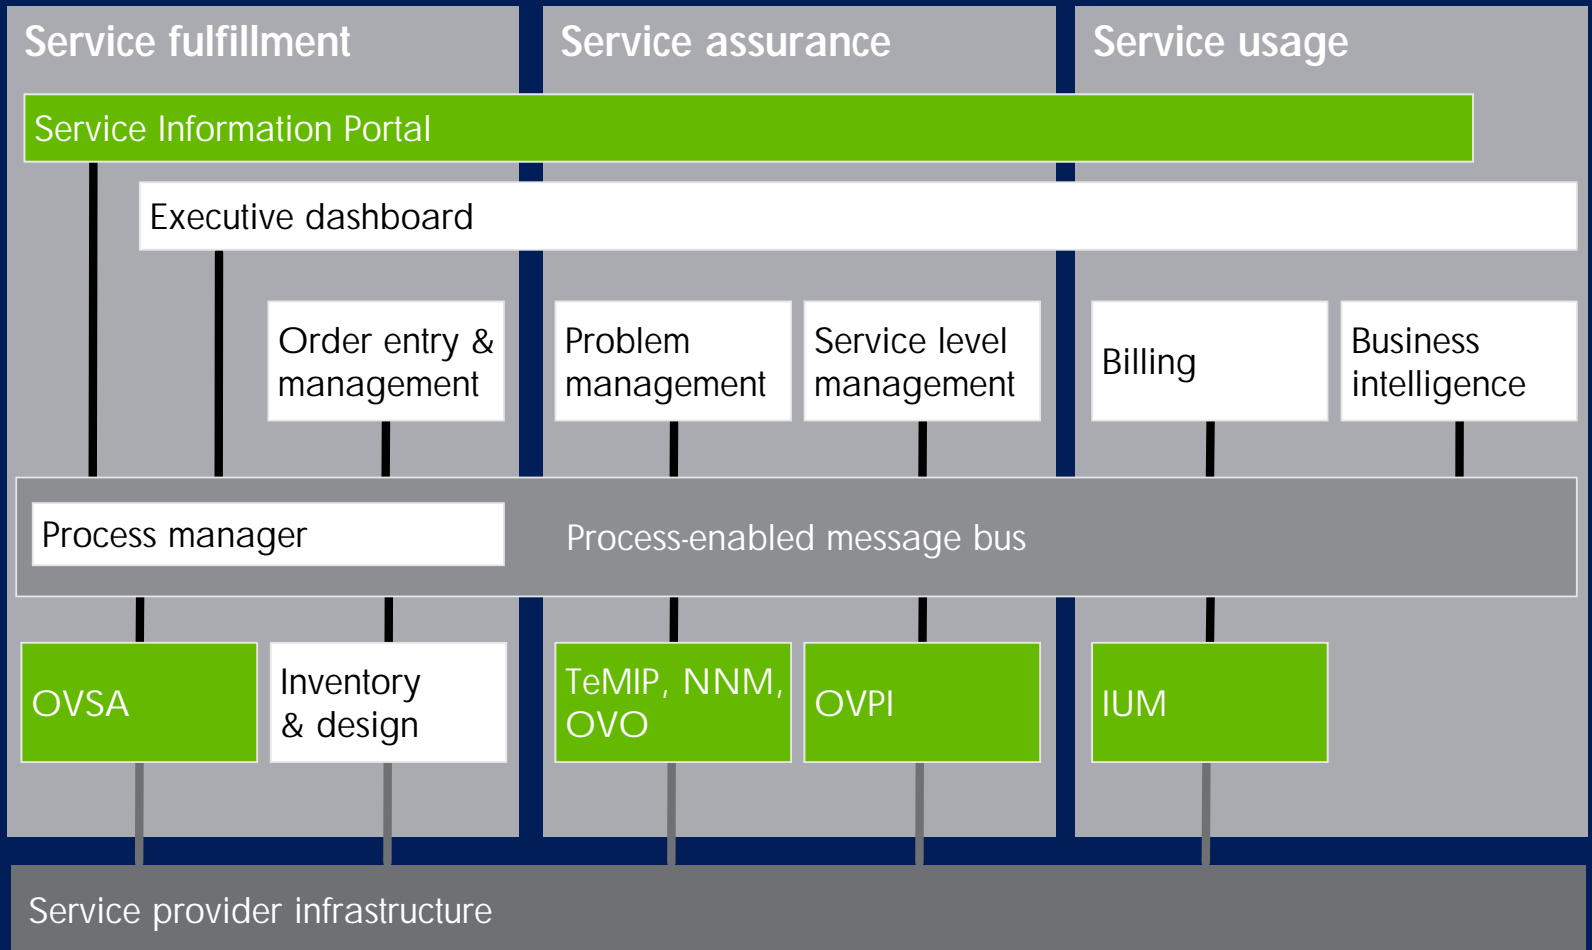 Service fulfillment
Service assurance
Service usage
Service Information Portal
Executive dashboard
Order entry &
management
Problem
management
Service level
management
Billing
Business
intelligence
Process manager
Process-enabled message bus
OVSA
Inventory
& design
TeMIP, NNM,
OVO
OVPI
IUM
Service provider infrastructure